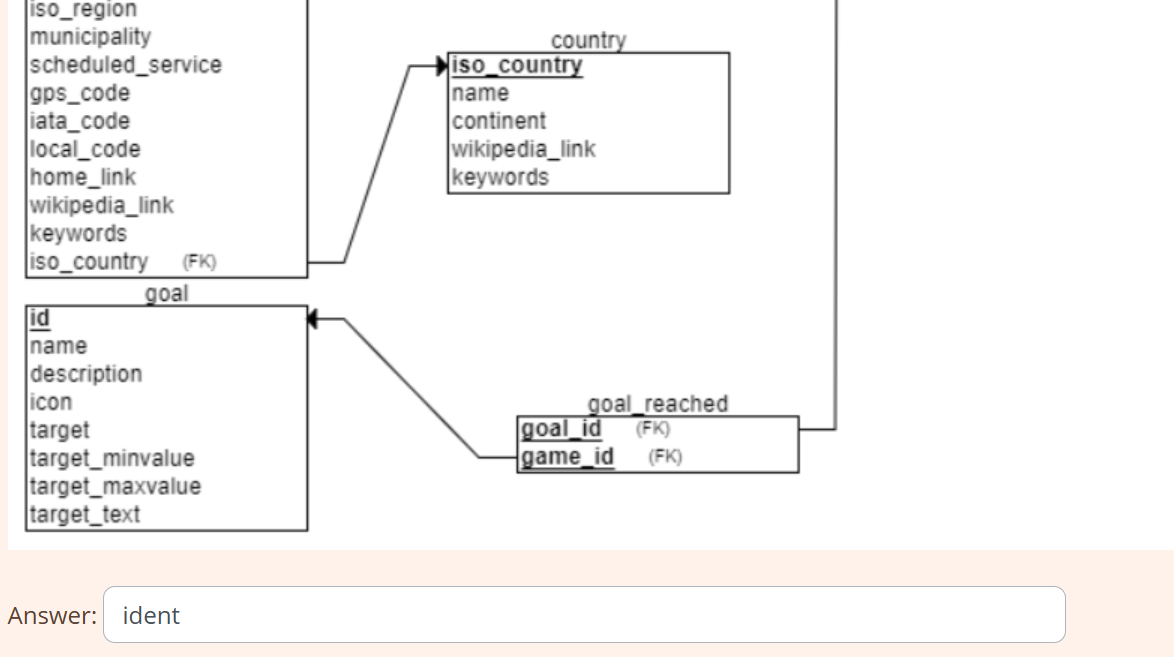 iso_region
municipality
scheduled_service
gps_code
iata_code
local_code
home_link
wikipedia_link
keywords
iso_country (FK)
country
iso_country
name
continent
wikipedia_link
keywords
goal
id
name
description
icon
target
target_minvalue
target_maxvalue
target_text
goal_reached
goal_id (FK)
game_id (FK)
Answer: ident